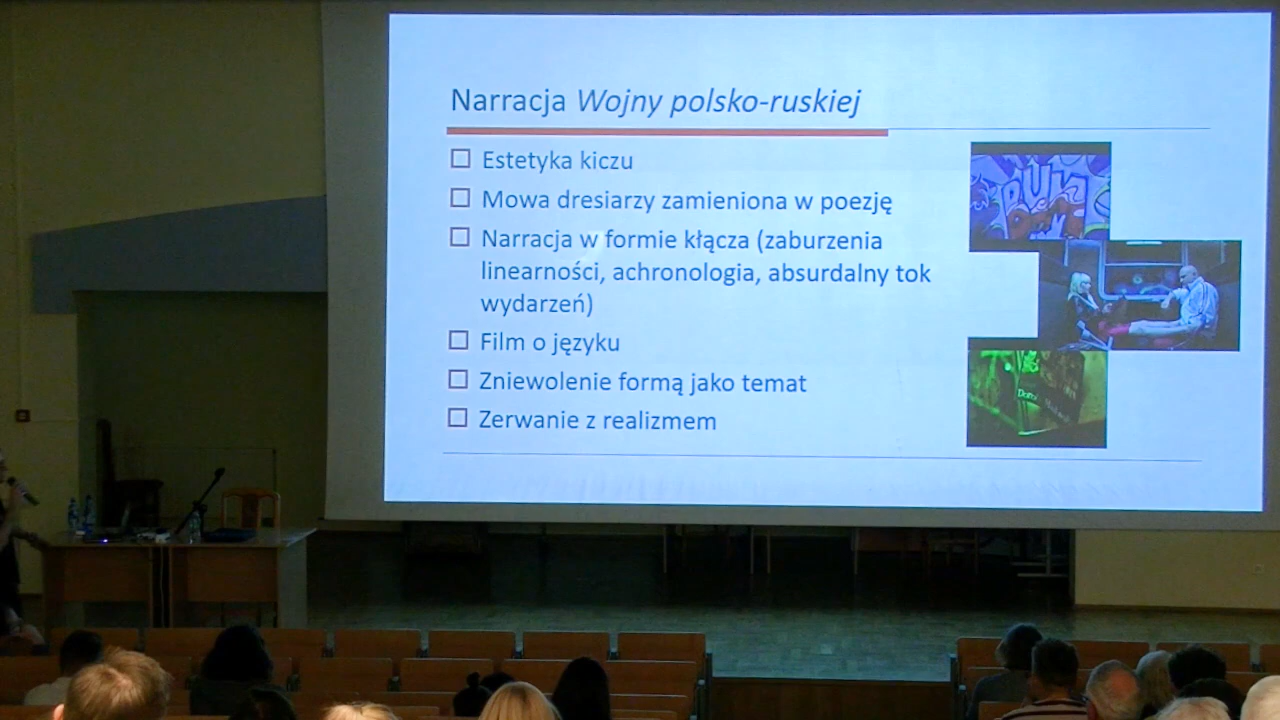 Narracja Wojny polsko-ruskiej
Estetyka kiczu
Mowa dresiarzy zamieniona w poezję
Narracja w formie kłącza (zaburzenia
linearności, achronologia, absurdalny tok
wydarzeń)
Film o języku
Zniewolenie formą jako temat
Zerwanie z realizmem